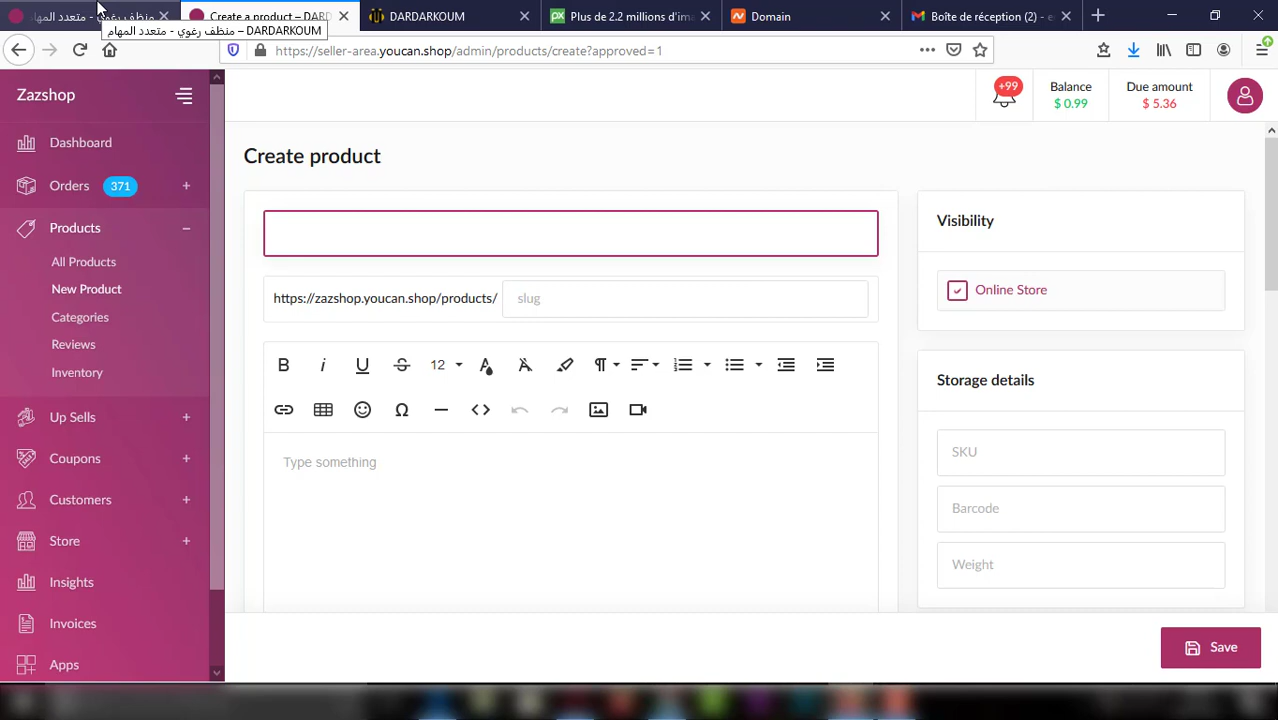 منظف رغوي - متعدد المهام
Create a product – DARD
DARDARKOUM
Plus de 2.2 millions d'ima
Domain
Boîte de réception (2) - e
منظف رغوي - متعدد المهام – DARDARKOUM
https://seller-area.youcan.shop/admin/products/create?approved=1
Zazshop
+99
Balance
$ 0.99
Due amount
$ 5.36
Dashboard
Orders 371 +
Products −
All Products
New Product
Categories
Reviews
Inventory
Up Sells +
Coupons +
Customers +
Store +
Insights
Invoices
Apps
Create product
https://zazshop.youcan.shop/products/ slug
12
Type something
Visibility
Online Store
Storage details
SKU
Barcode
Weight
Save